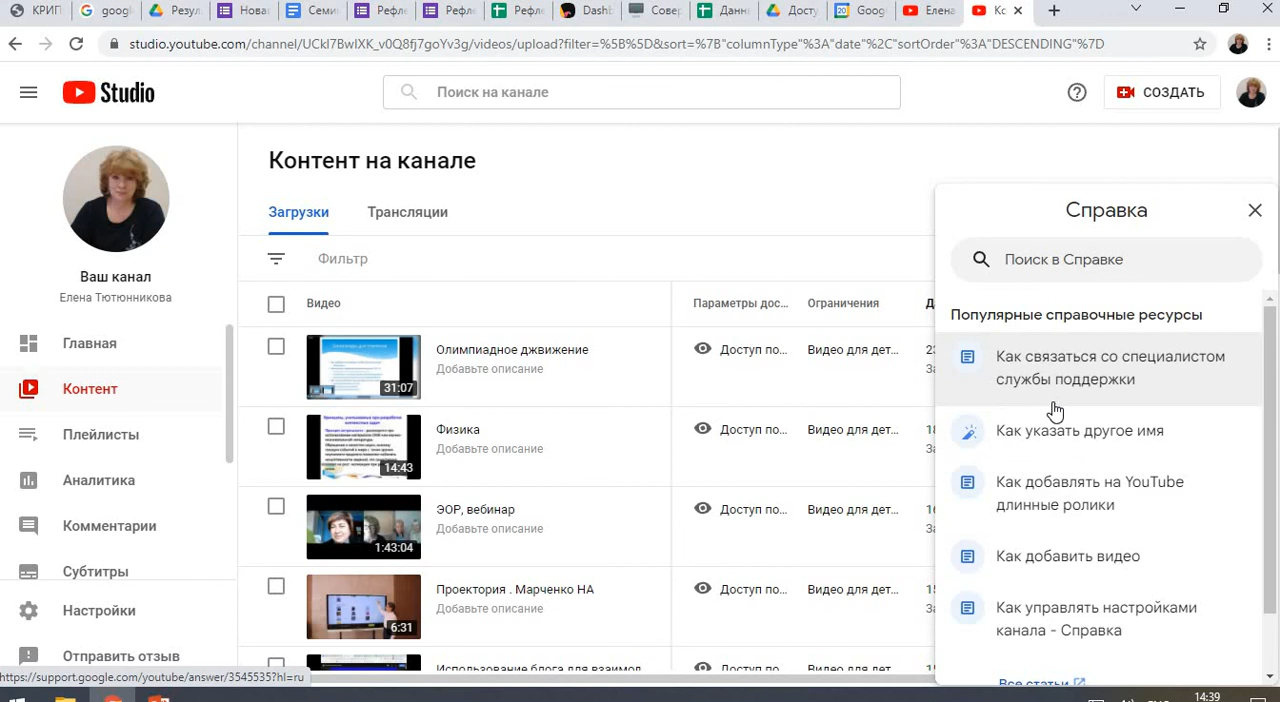 КРИП
google
Резул
Нова
Семи
Рефле
Рефле
Рефле
Dashb
Совер
Данн
Досту
Googl
Елена
Ко
studio.youtube.com/channel/UCkI7BwIXK_v0Q8fj7goYv3g/videos/upload?filter=%5B%5D&sort=%7B"columnType"%3A"date"%2C"sortOrder"%3A"DESCENDING"%7D
Studio
Поиск на канале
СОЗДАТЬ
Ваш канал
Елена Тютюнникова
Главная
Контент
Плейлисты
Аналитика
Комментарии
Субтитры
Настройки
Отправить отзыв
Контент на канале
Загрузки
Трансляции
Фильтр
Видео
Параметры дос...
Ограничения
Олимпиадное джвижение
Добавьте описание
31:07
Доступ по...
Видео для дет...
Физика
Добавьте описание
14:43
Доступ по...
Видео для дет...
ЭОР, вебинар
Добавьте описание
1:43:04
Доступ по...
Видео для дет...
Проектория . Марченко НА
Добавьте описание
6:31
Доступ по...
Видео для дет...
Использование блога для взаимод
Доступ по...
Видео для дет...
Справка
Поиск в Справке
Популярные справочные ресурсы
Как связаться со специалистом
службы поддержки
Как указать другое имя
Как добавлять на YouTube
длинные ролики
Как добавить видео
Как управлять настройками
канала - Справка
Все статьи
https://support.google.com/youtube/answer/3545535?hl=ru
14:39